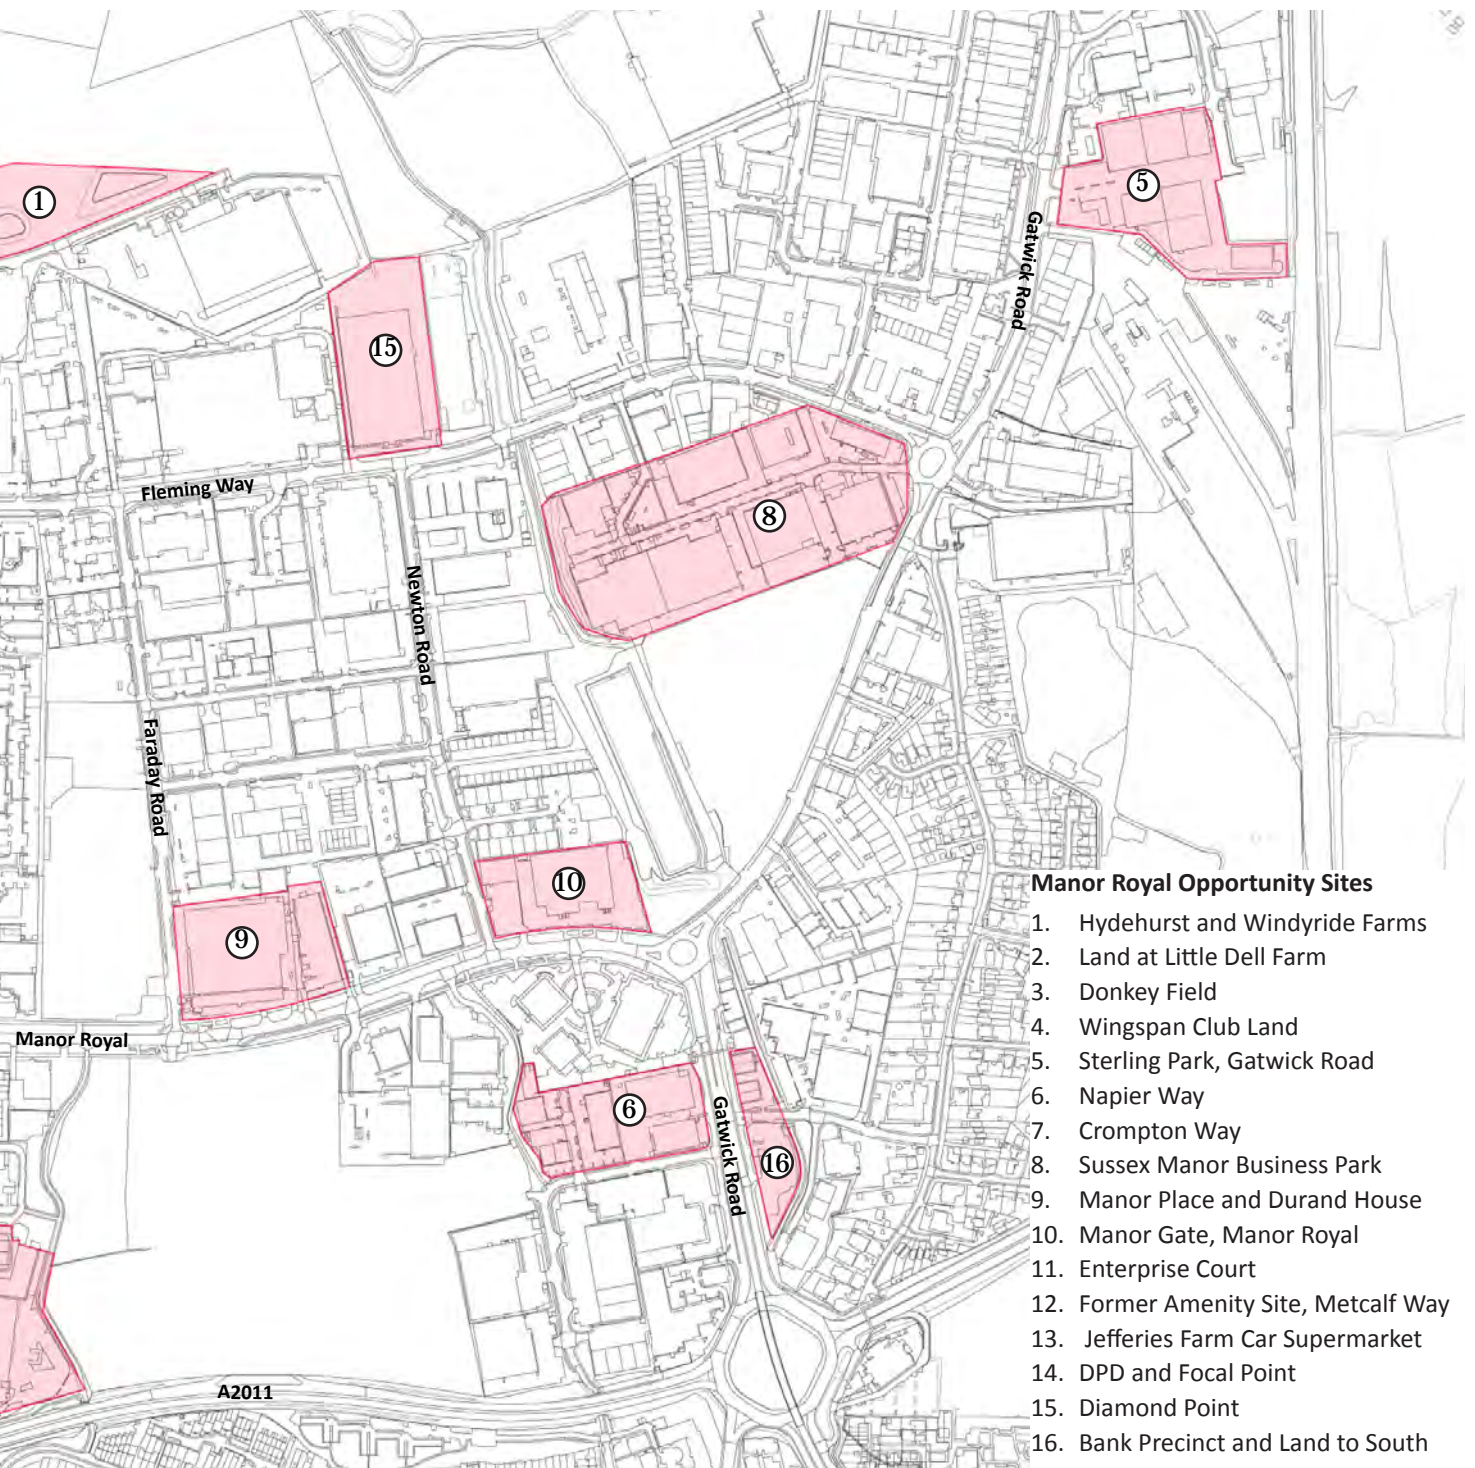 1
5
Gatwick Road
15
8
Fleming Way
Newton Road
Faraday Road
10
9
Manor Royal
6
Gatwick Road
16
A2011
Manor Royal Opportunity Sites
1. Hydehurst and Windyride Farms
2. Land at Little Dell Farm
3. Donkey Field
4. Wingspan Club Land
5. Sterling Park, Gatwick Road
6. Napier Way
7. Crompton Way
8. Sussex Manor Business Park
9. Manor Place and Durand House
10. Manor Gate, Manor Royal
11. Enterprise Court
12. Former Amenity Site, Metcalf Way
13. Jefferies Farm Car Supermarket
14. DPD and Focal Point
15. Diamond Point
16. Bank Precinct and Land to South